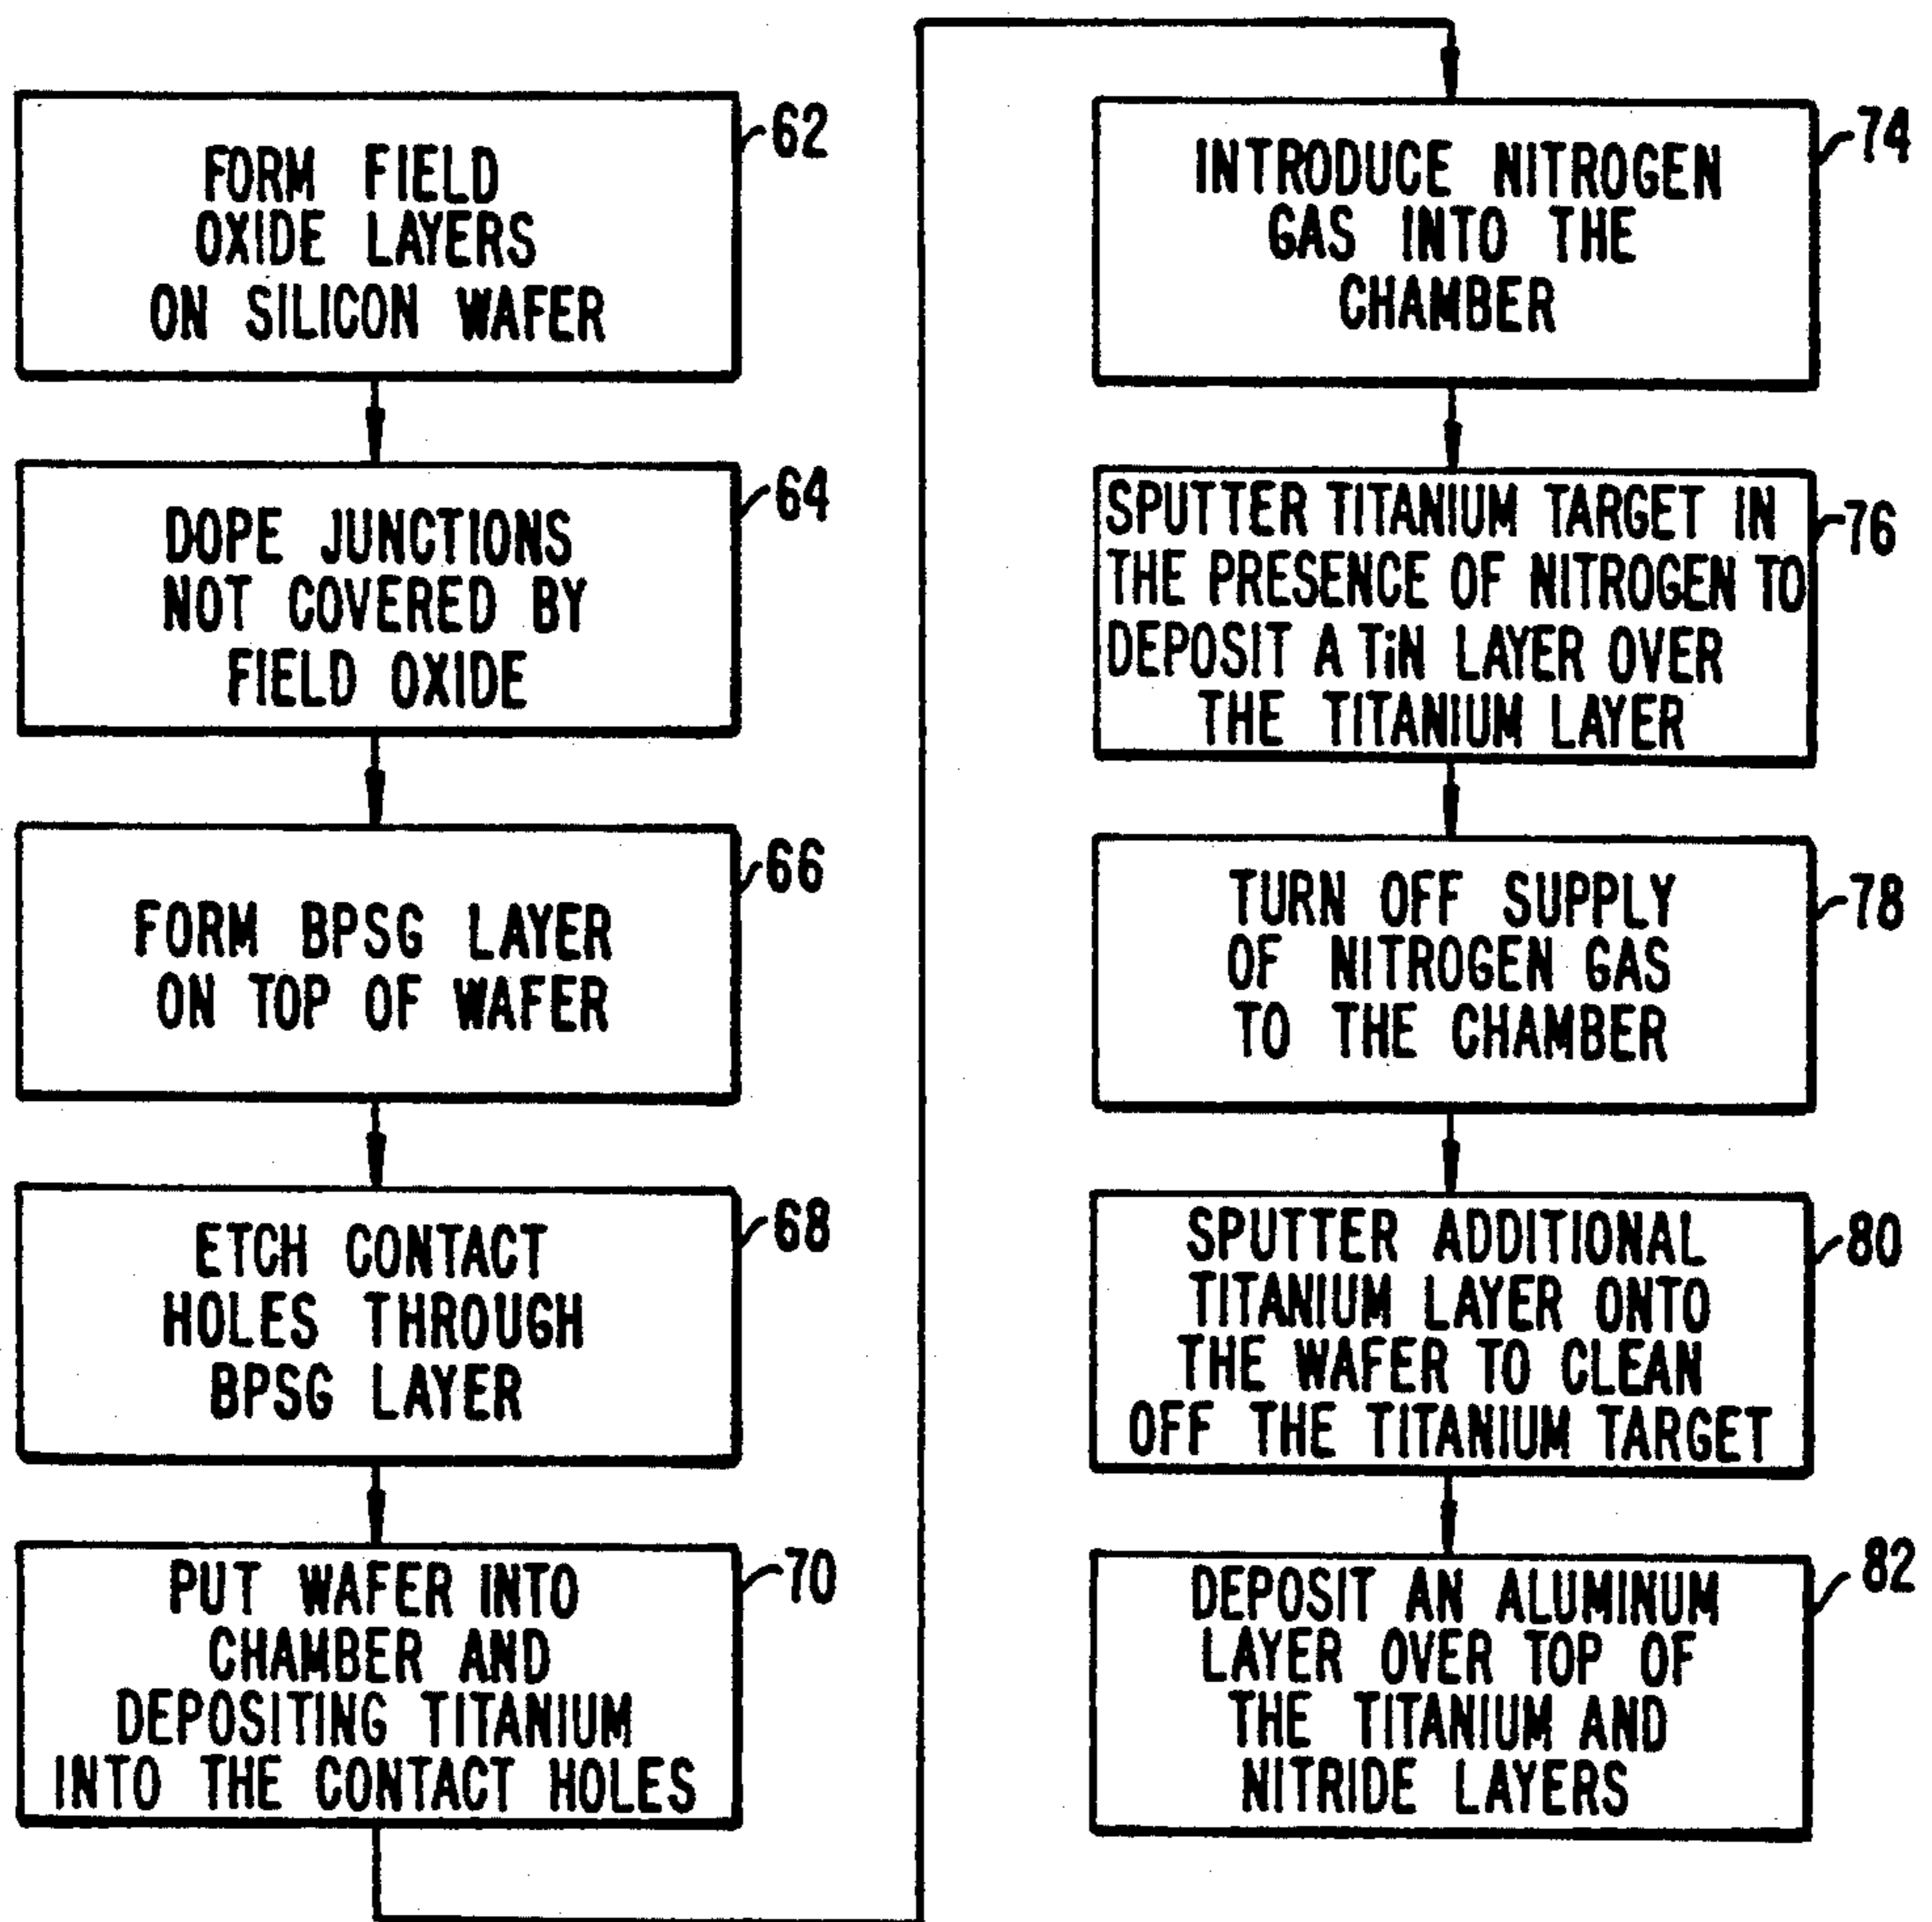 62
FORM FIELD
OXIDE LAYERS
ON SILICON WAFER
64
DOPE JUNCTIONS
NOT COVERED BY
FIELD OXIDE
66
FORM BPSG LAYER
ON TOP OF WAFER
68
ETCH CONTACT
HOLES THROUGH
BPSG LAYER
70
PUT WAFER INTO
CHAMBER AND
DEPOSITING TITANIUM
INTO THE CONTACT HOLES
74
INTRODUCE NITROGEN
GAS INTO THE
CHAMBER
76
SPUTTER TITANIUM TARGET IN
THE PRESENCE OF NITROGEN TO
DEPOSIT A TiN LAYER OVER
THE TITANIUM LAYER
78
TURN OFF SUPPLY
OF NITROGEN GAS
TO THE CHAMBER
80
SPUTTER ADDITIONAL
TITANIUM LAYER ONTO
THE WAFER TO CLEAN
OFF THE TITANIUM TARGET
82
DEPOSIT AN ALUMINUM
LAYER OVER TOP OF
THE TITANIUM AND
NITRIDE LAYERS